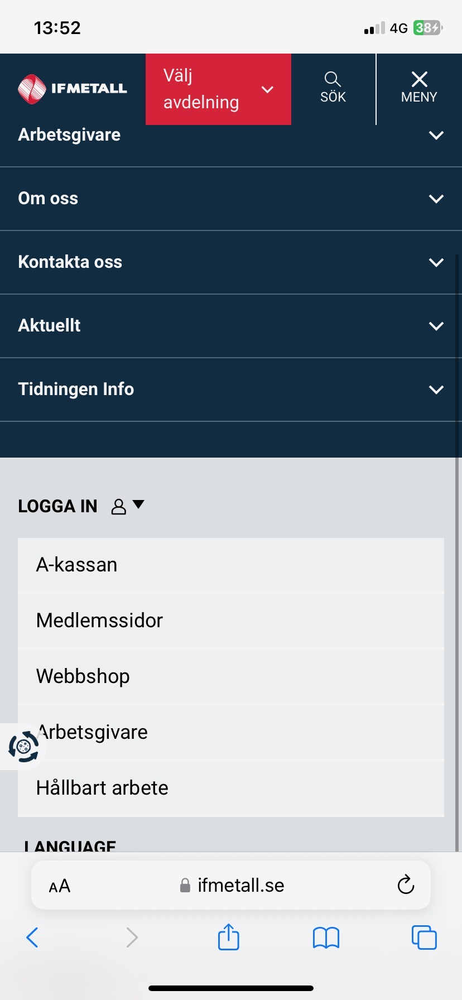 13:52
4G
38
IFMETALL
Välj
avdelning
SÖK
MENY
Arbetsgivare
Om oss
Kontakta oss
Aktuellt
Tidningen Info
LOGGA IN
A-kassan
Medlemssidor
Webbshop
Arbetsgivare
Hållbart arbete
LANGUAGE
AA
ifmetall.se